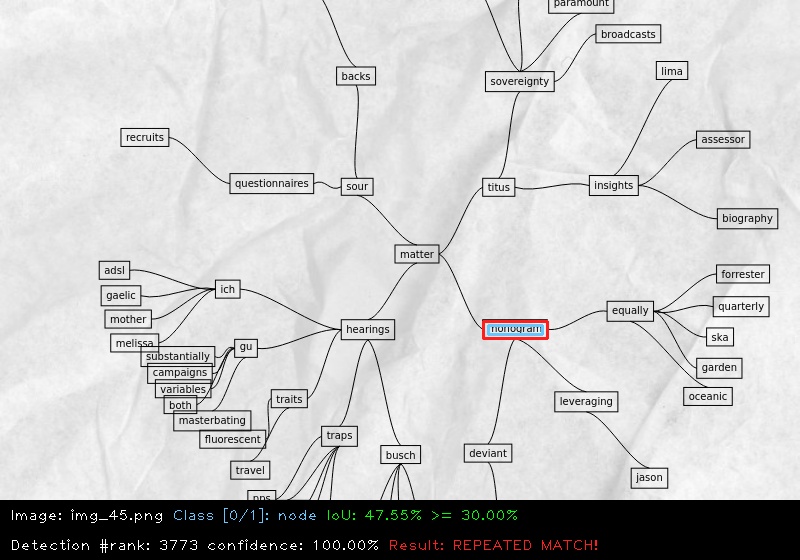 paramount
broadcasts
backs
sovereignty
lima
recruits
assessor
questionnaires
sour
titus
insights
biography
matter
adsl
ich
forrester
gaelic
quarterly
mother
equally
hearings
monogram
ska
melissa
gu
substantially
garden
campaigns
variables
oceanic
both
traits
leveraging
masturbating
fluorescent
traps
travel
busch
deviant
jason
pps
Image: img_45.png Class [0/1]: node IoU: 47.55% >= 30.00%
Detection #rank: 3773 confidence: 100.00% Result: REPEATED MATCH!